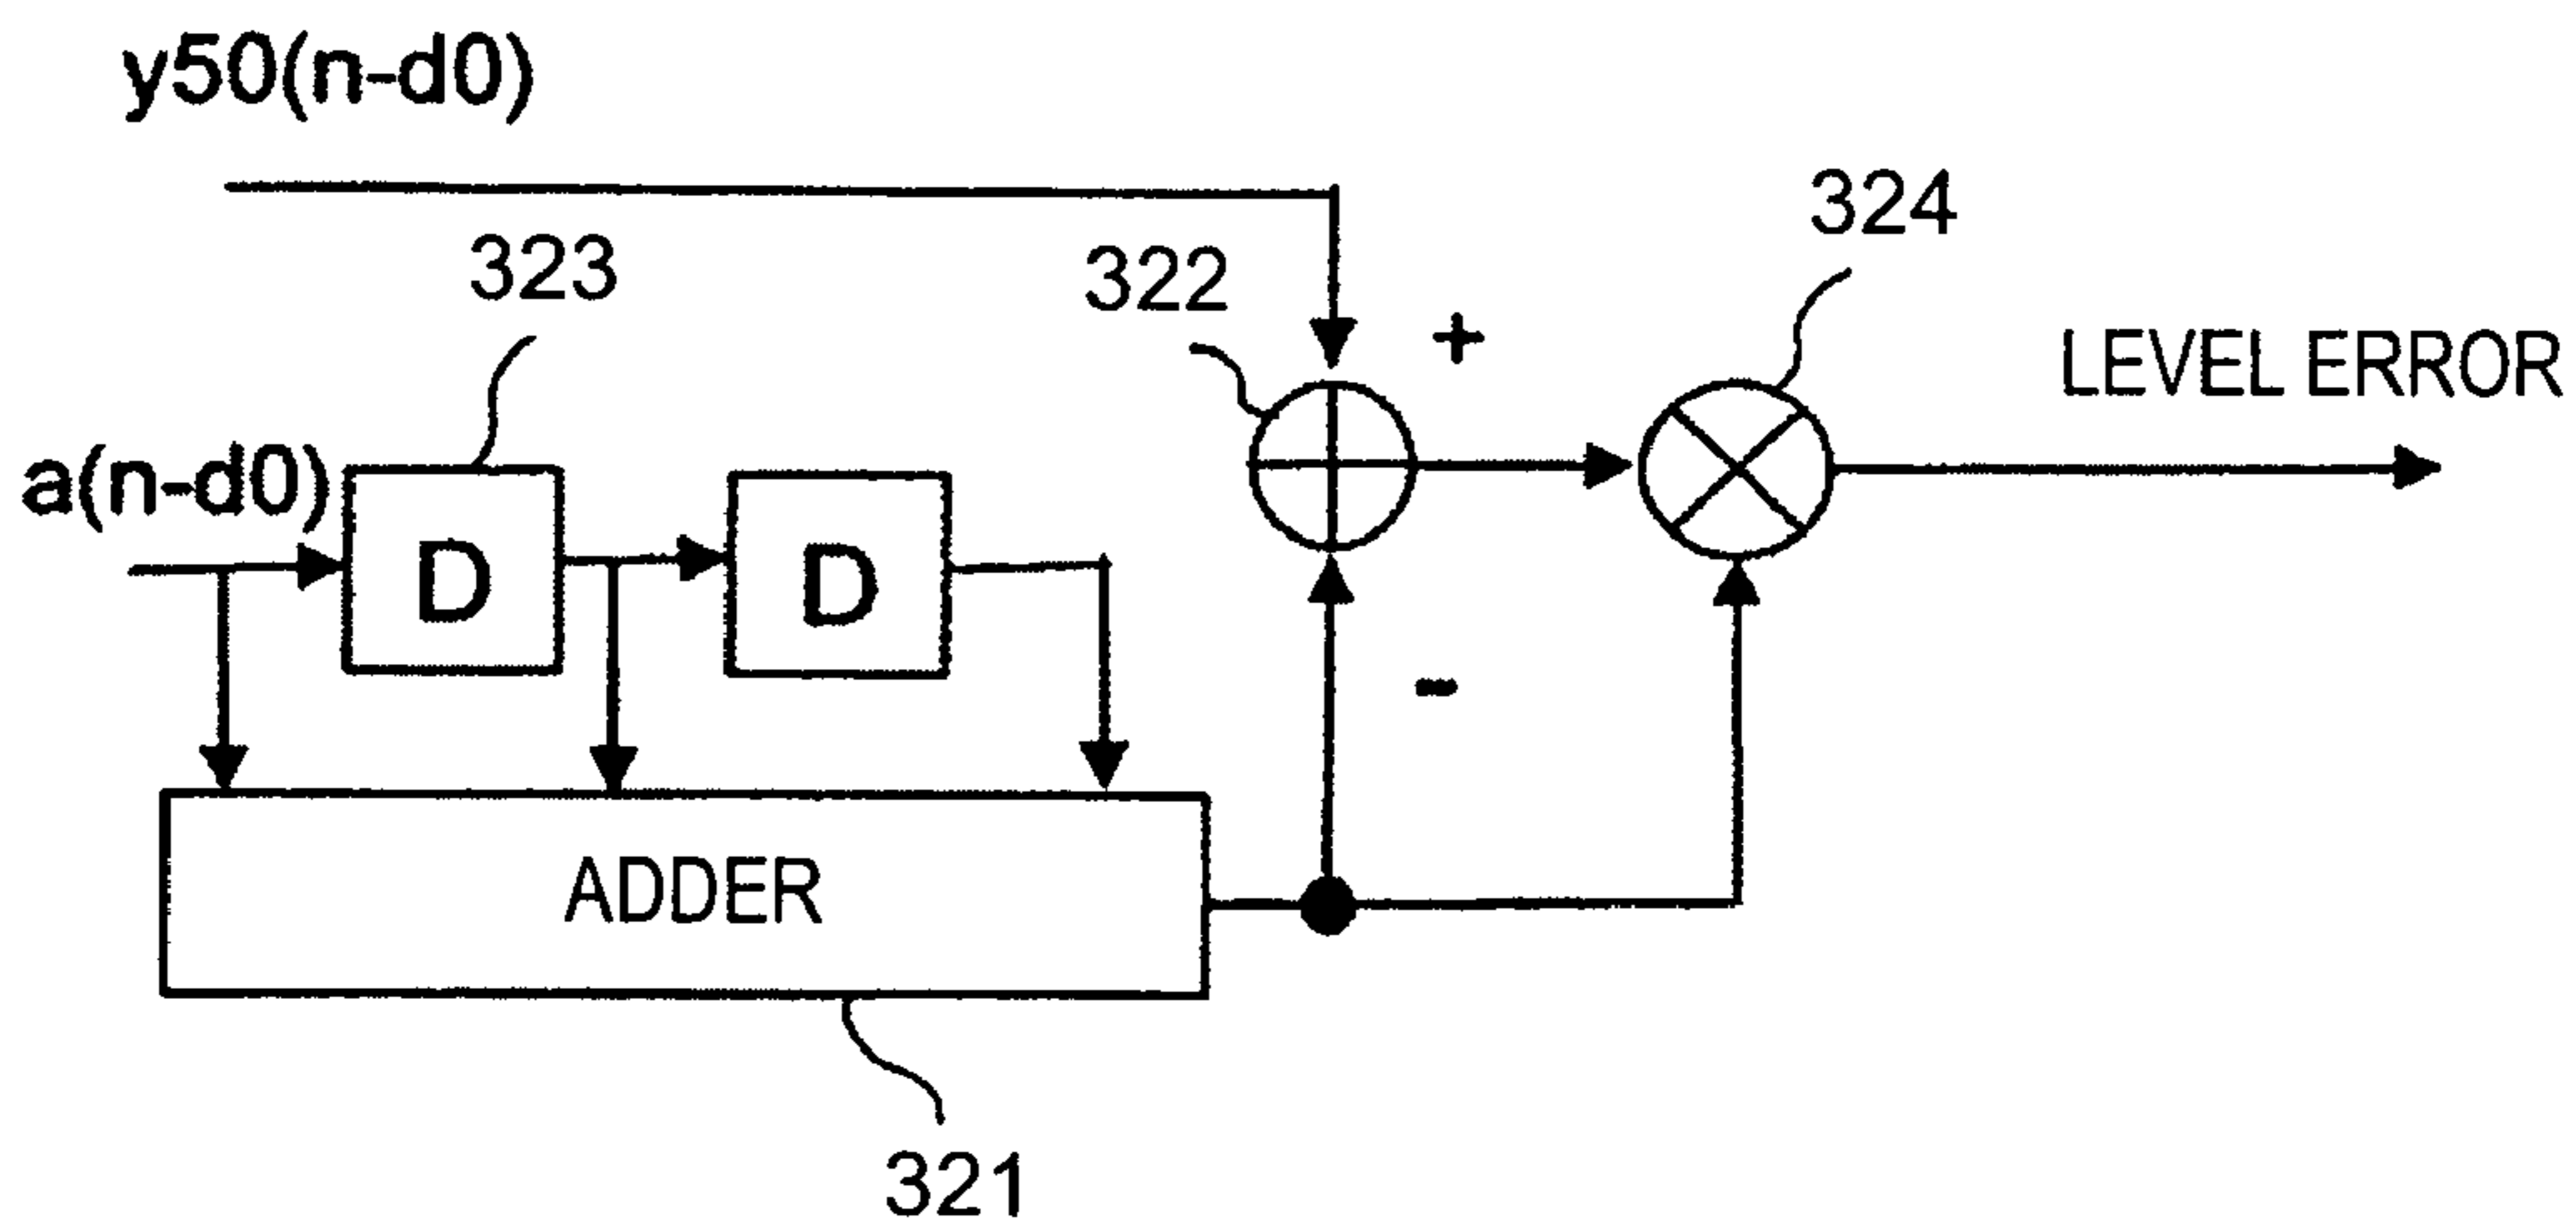 y50(n-d0)
324
323
322
+
LEVEL ERROR
a(n-d0)
D
D
-
ADDER
321